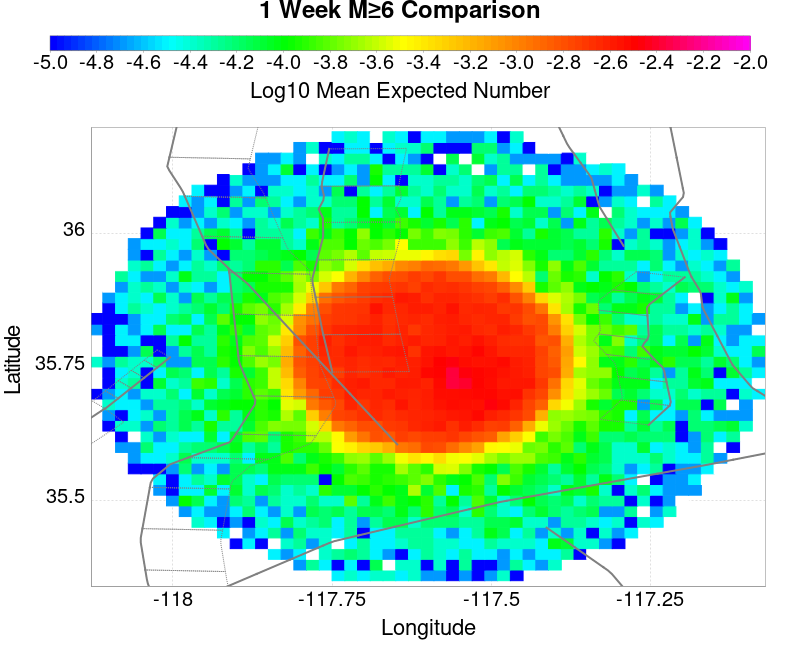 1 Week M≥6 Comparison
-5.0 -4.8 -4.6 -4.4 -4.2 -4.0 -3.8 -3.6 -3.4 -3.2 -3.0 -2.8 -2.6 -2.4 -2.2 -2.0
Log10 Mean Expected Number
36
35.75
35.5
Latitude
-118 -117.75 -117.5 -117.25
Longitude